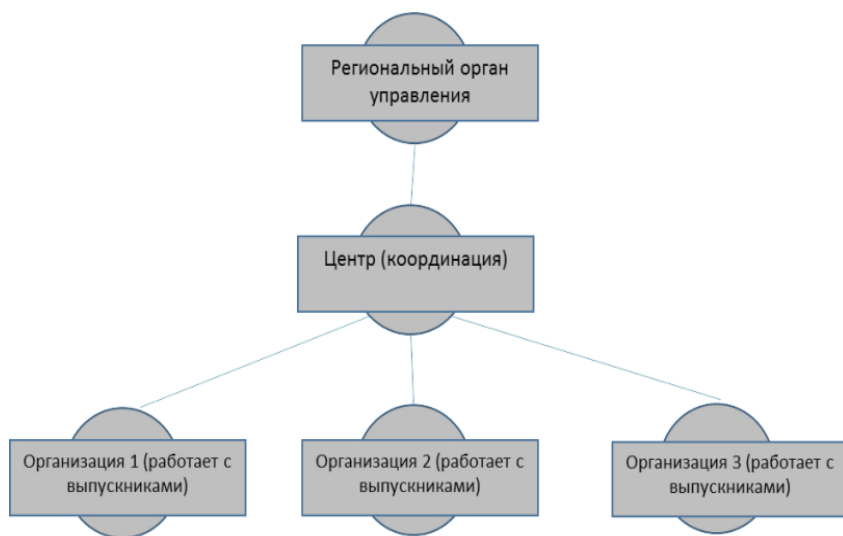 Региональный орган
управления
Центр (координация)
Организация 1 (работает с
выпускниками)
Организация 2 (работает с
выпускниками)
Организация 3 (работает с
выпускниками)